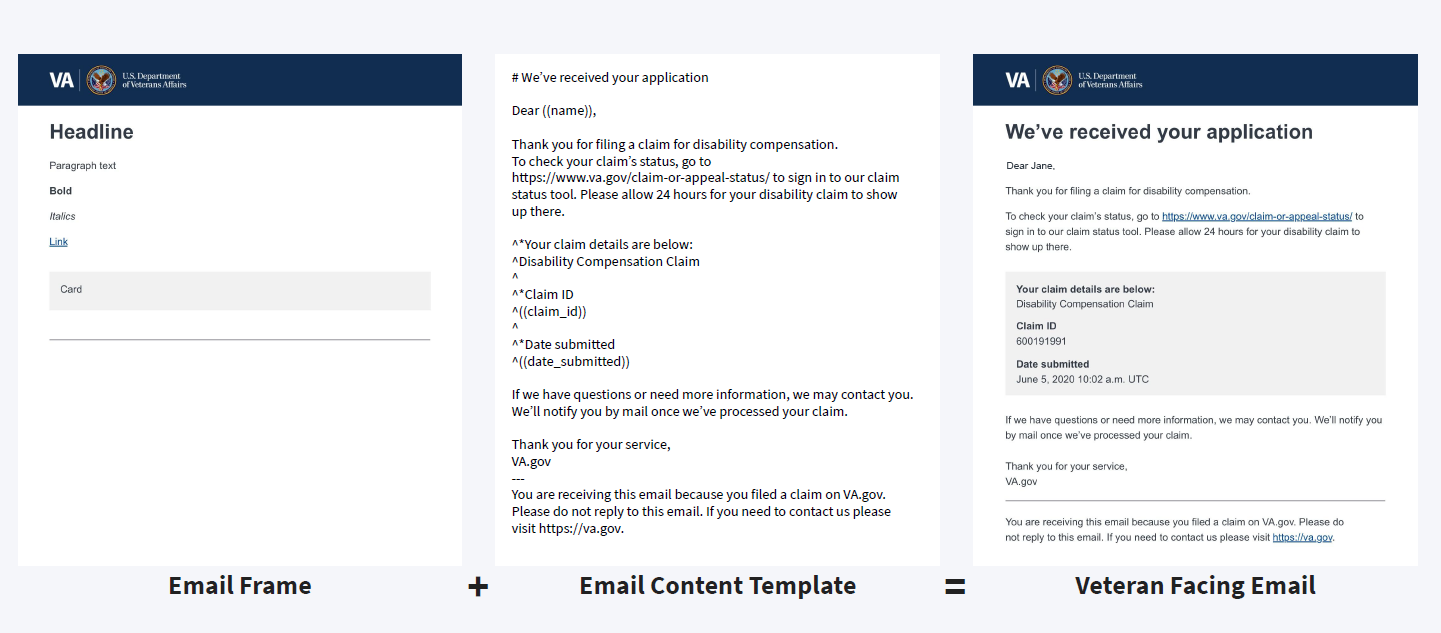 VA
U.S. Department
of Veterans Affairs
Headline
Paragraph text
Bold
Italics
Link
Card
Email Frame
+
# We've received your application
Dear ((name)),
Thank you for filing a claim for disability compensation.
To check your claim's status, go to
https://www.va.gov/claim-or-appeal-status/ to sign in to our claim
status tool. Please allow 24 hours for your disability claim to show
up there.
^*Your claim details are below:
^Disability Compensation Claim
^
^*Claim ID
^((claim_id))
^
^*Date submitted
^((date_submitted))
If we have questions or need more information, we may contact you.
We'll notify you by mail once we've processed your claim.
Thank you for your service,
VA.gov
---
You are receiving this email because you filed a claim on VA.gov.
Please do not reply to this email. If you need to contact us please
visit https://va.gov.
Email Content Template
=
VA
U.S. Department
of Veterans Affairs
We've received your application
Dear Jane,
Thank you for filing a claim for disability compensation.
To check your claim's status, go to https://www.va.gov/claim-or-appeal-status/ to
sign in to our claim status tool. Please allow 24 hours for your disability claim to
show up there.
Your claim details are below:
Disability Compensation Claim
Claim ID
600191991
Date submitted
June 5, 2020 10:02 a.m. UTC
If we have questions or need more information, we may contact you. We'll notify you
by mail once we've processed your claim.
Thank you for your service,
VA.gov
You are receiving this email because you filed a claim on VA.gov. Please do
not reply to this email. If you need to contact us please visit https://va.gov.
Veteran Facing Email